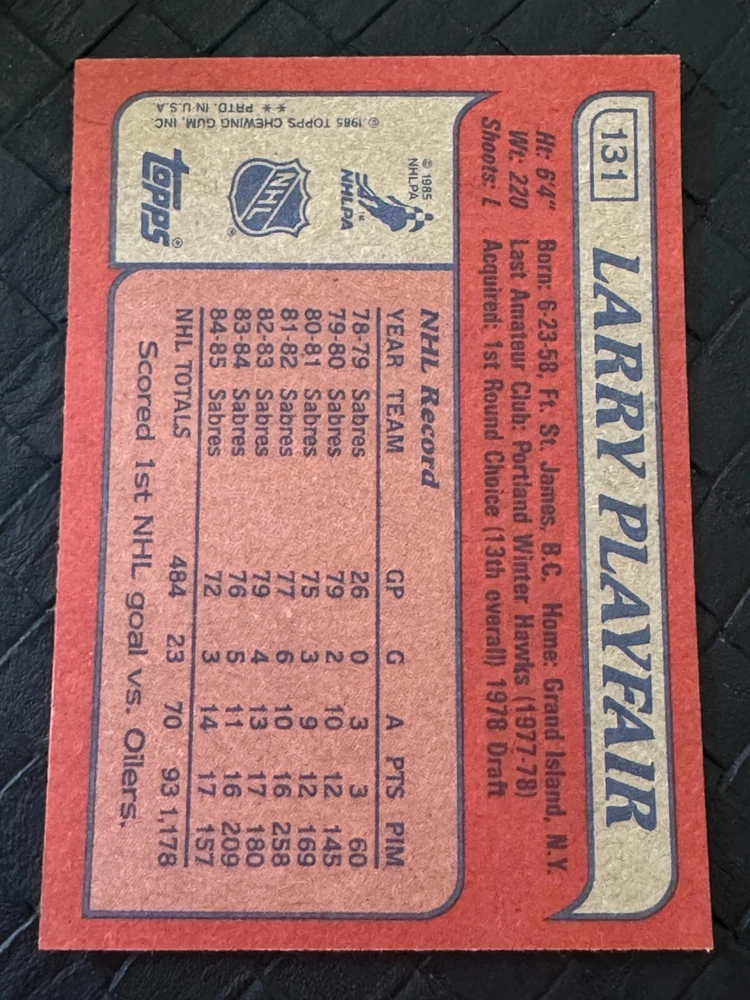 131 LARRY PLAYFAIR
Ht: 6'4" Born: 6-23-58, Ft. St. James, B.C. Home: Grand Island, N.Y.
Wt: 220 Last Amateur Club: Portland Winter Hawks (1977-78)
Shoots: L Acquired: 1st Round Choice (13th overall) 1978 Draft
© 1985
NHLPA
NHLPA
TM
NHL
®
topps®
© 1985 TOPPS CHEWING GUM, INC.
** PRTD. IN U.S.A.
NHL Record
YEAR TEAM GP G A PTS PIM
78-79 Sabres 26 0 3 3 60
79-80 Sabres 79 2 10 12 145
80-81 Sabres 75 3 9 12 169
81-82 Sabres 77 6 10 16 258
82-83 Sabres 79 4 13 17 180
83-84 Sabres 76 5 11 16 209
84-85 Sabres 72 3 14 17 157
NHL TOTALS 484 23 70 93 1,178
Scored 1st NHL goal vs. Oilers.